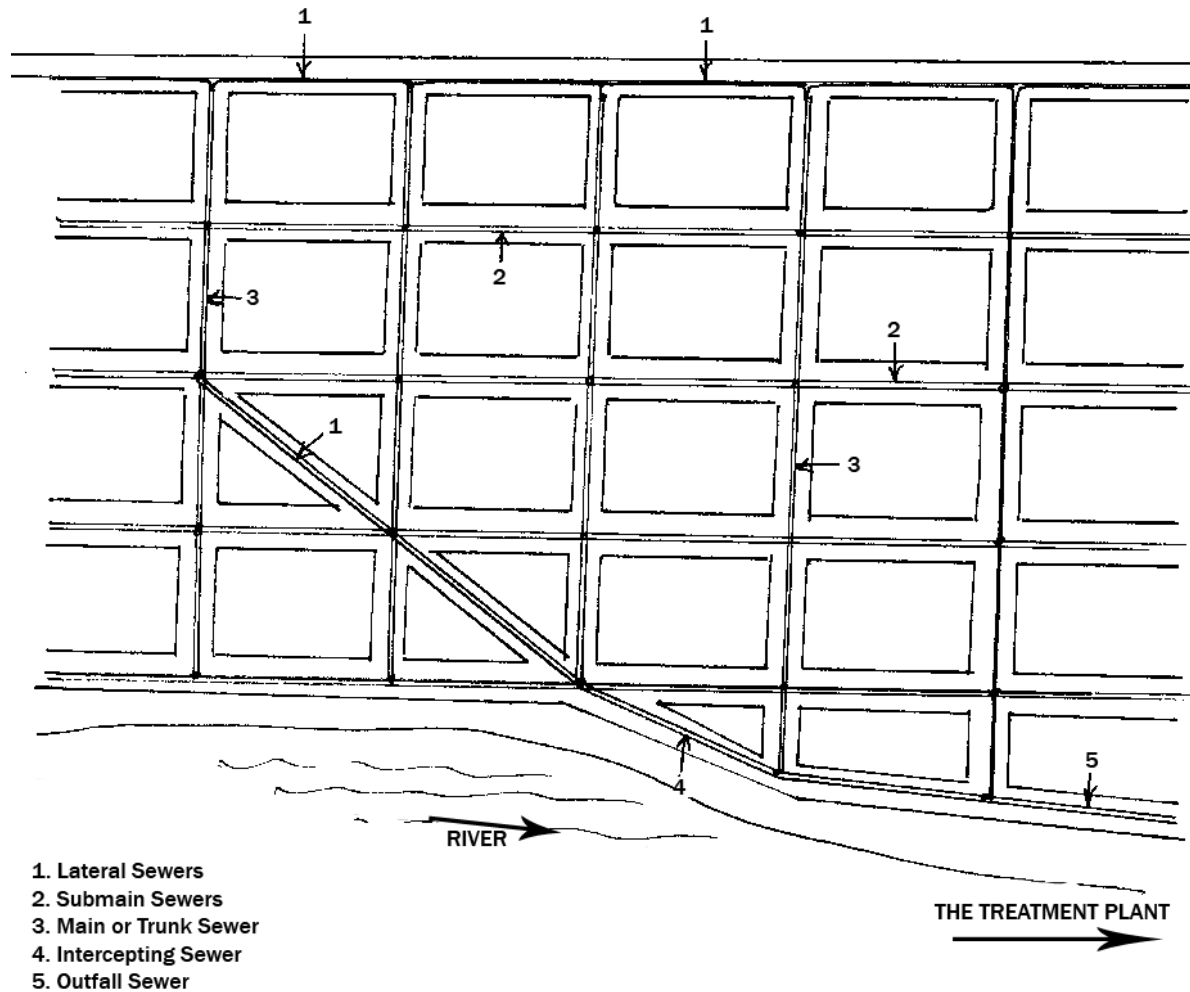 1
1
2
3
2
1
3
5
4
RIVER
1. Lateral Sewers
2. Submain Sewers
3. Main or Trunk Sewer
4. Intercepting Sewer
5. Outfall Sewer
THE TREATMENT PLANT